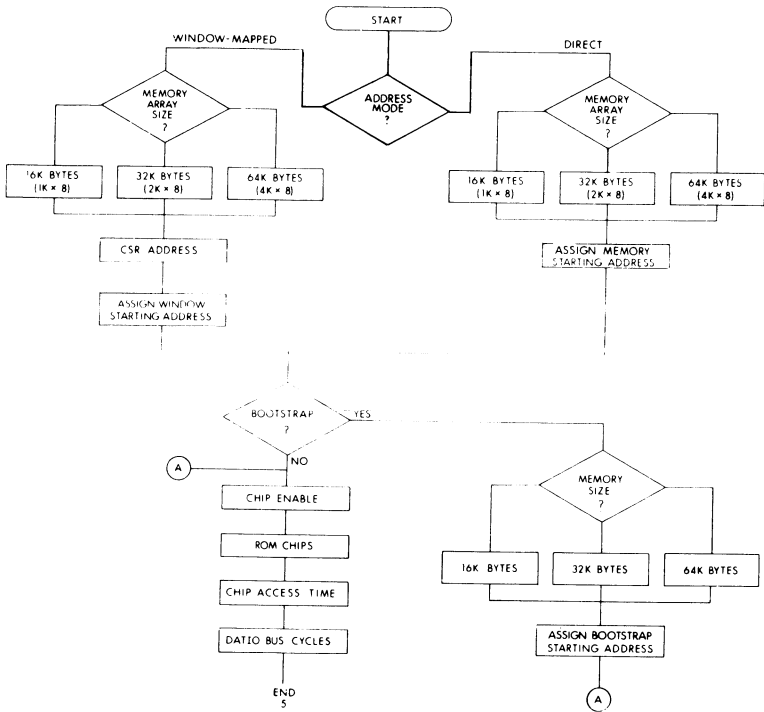 START
WINDOW-MAPPED
DIRECT
MEMORY
ARRAY
SIZE
?
ADDRESS
MODE
?
MEMORY
ARRAY
SIZE
?
16K BYTES
(1K × 8)
32K BYTES
(2K × 8)
64K BYTES
(4K × 8)
16K BYTES
(1K × 8)
32K BYTES
(2K × 8)
64K BYTES
(4K × 8)
CSR ADDRESS
ASSIGN MEMORY
STARTING ADDRESS
ASSIGN WINDOW
STARTING ADDRESS
BOOTSTRAP
?
YES
NO
A
MEMORY
SIZE
?
CHIP ENABLE
ROM CHIPS
CHIP ACCESS TIME
DATIO BUS CYCLES
16K BYTES
32K BYTES
64K BYTES
ASSIGN BOOTSTRAP
STARTING ADDRESS
END
5
A